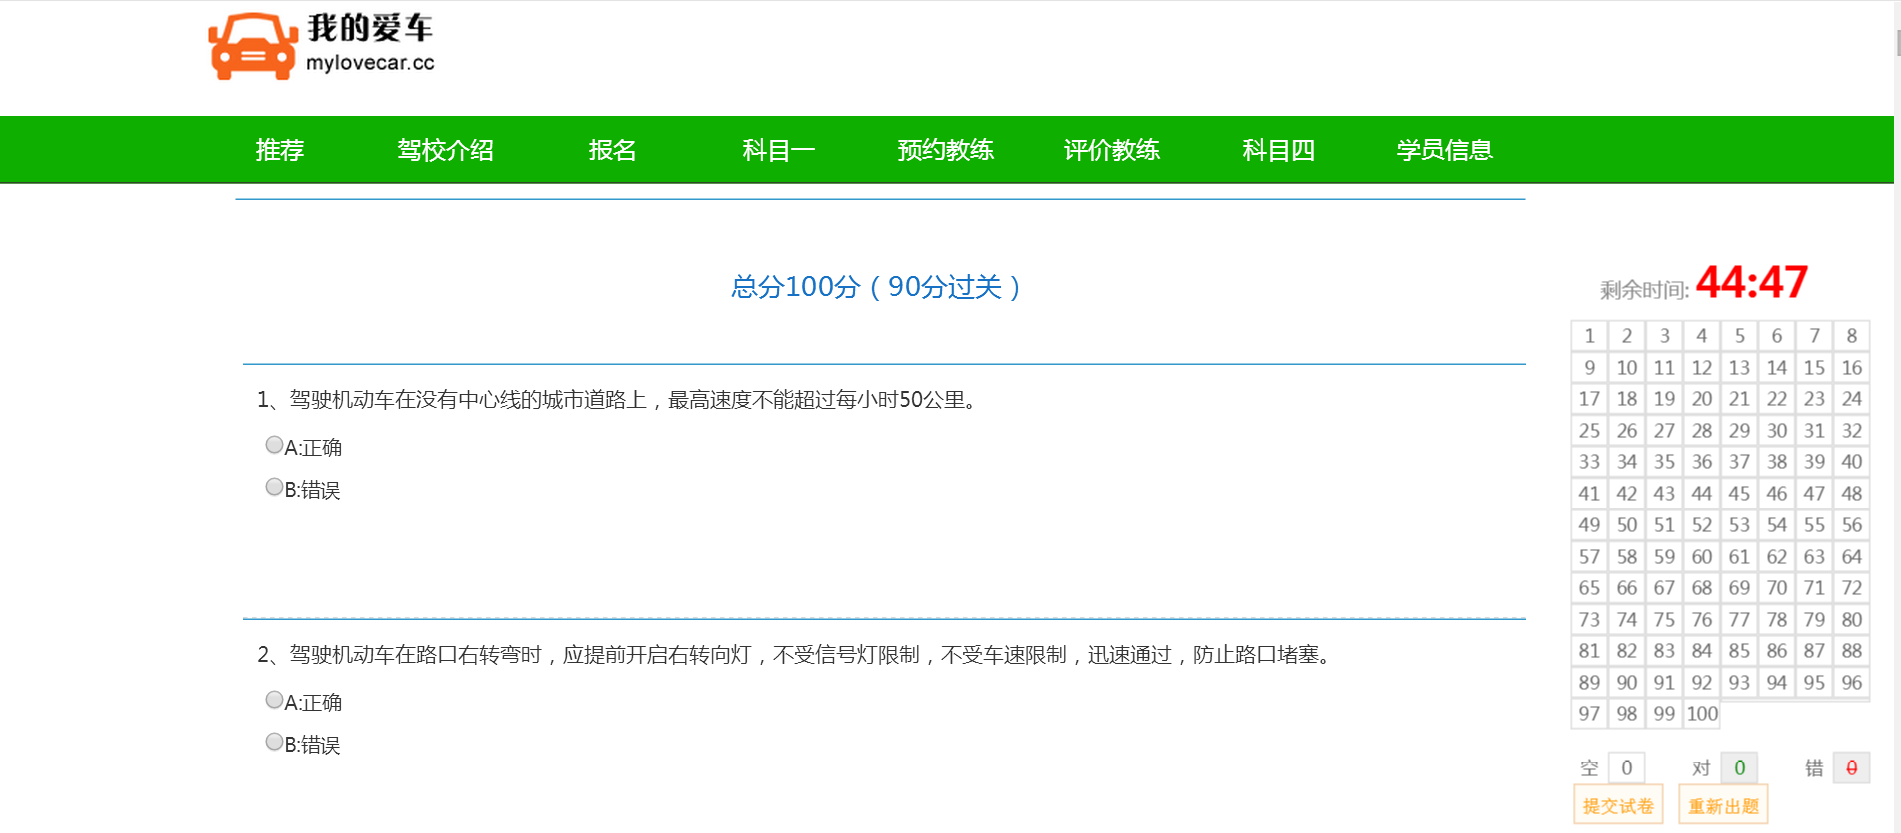 我的爱车
mylovecar.cc
推荐 驾校介绍 报名 科目一 预约教练 评价教练 科目四 学员信息
总分100分（90分过关）
剩余时间: 44:47
1、驾驶机动车在没有中心线的城市道路上，最高速度不能超过每小时50公里。
A:正确
B:错误
2、驾驶机动车在路口右转弯时，应提前开启右转向灯，不受信号灯限制，不受车速限制，迅速通过，防止路口堵塞。
A:正确
B:错误
1 2 3 4 5 6 7 8
9 10 11 12 13 14 15 16
17 18 19 20 21 22 23 24
25 26 27 28 29 30 31 32
33 34 35 36 37 38 39 40
41 42 43 44 45 46 47 48
49 50 51 52 53 54 55 56
57 58 59 60 61 62 63 64
65 66 67 68 69 70 71 72
73 74 75 76 77 78 79 80
81 82 83 84 85 86 87 88
89 90 91 92 93 94 95 96
97 98 99 100
空 0 对 0 错 0
提交试卷 重新出题